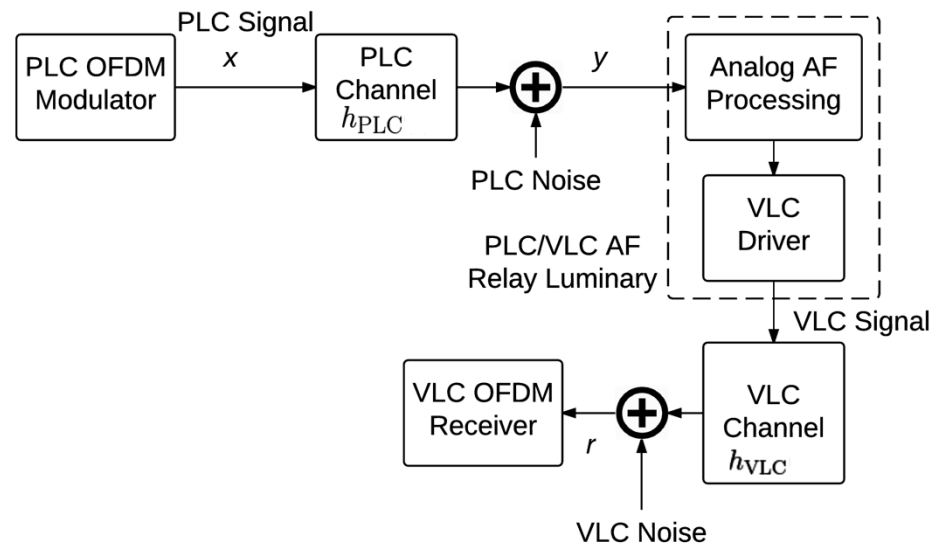 PLC OFDM
Modulator
PLC Signal
x
PLC
Channel
h_PLC
PLC Noise
y
Analog AF
Processing
VLC
Driver
PLC/VLC AF
Relay Luminary
VLC Signal
VLC
Channel
h_VLC
VLC Noise
r
VLC OFDM
Receiver